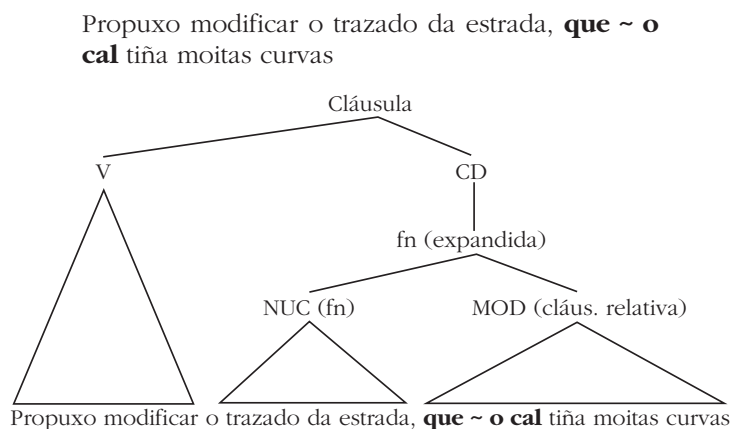 Propuxo modificar o trazado da estrada, que ~ o
cal tiña moitas curvas
Cláusula
V
CD
fn (expandida)
NUC (fn)
MOD (cláus. relativa)
Propuxo modificar o trazado da estrada, que ~ o cal tiña moitas curvas